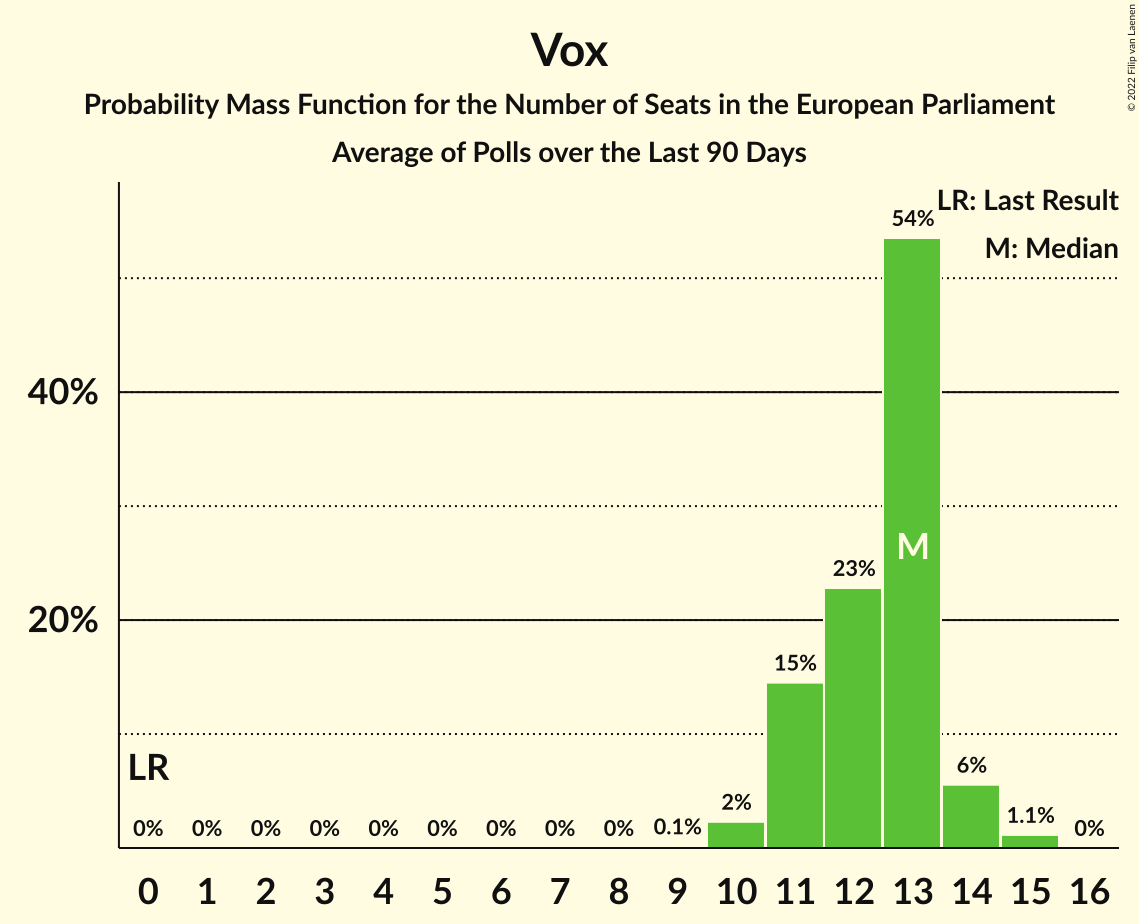 Vox
Probability Mass Function for the Number of Seats in the European Parliament
Average of Polls over the Last 90 Days
© 2022 Filip van Laenen
LR: Last Result
M: Median
54%
40%
M
23%
20%
15%
LR
6%
2%
1.1%
0% 0% 0% 0% 0% 0% 0% 0% 0% 0.1% 0%
0 1 2 3 4 5 6 7 8 9 10 11 12 13 14 15 16